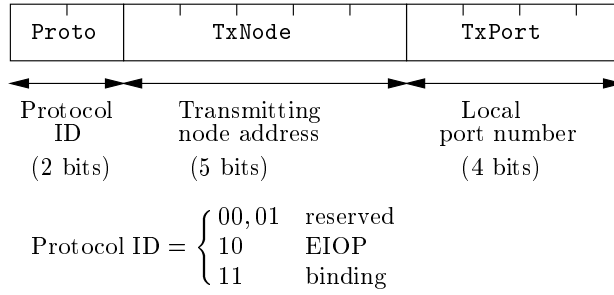 Proto TxNode TxPort
Protocol ID Transmitting node address Local port number
(2 bits) (5 bits) (4 bits)
Protocol ID = { 00, 01 reserved
10 EIOP
11 binding